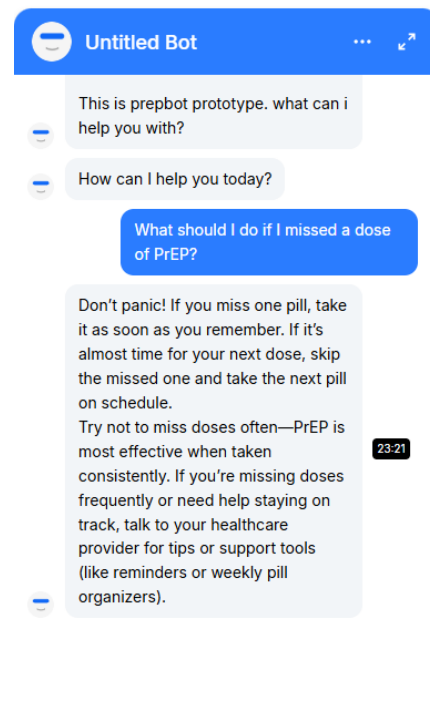 Untitled Bot
This is prepbot prototype. what can i
help you with?
How can I help you today?
What should I do if I missed a dose
of PrEP?
Don’t panic! If you miss one pill, take
it as soon as you remember. If it’s
almost time for your next dose, skip
the missed one and take the next pill
on schedule.
Try not to miss doses often—PrEP is
most effective when taken
consistently. If you’re missing doses
frequently or need help staying on
track, talk to your healthcare
provider for tips or support tools
(like reminders or weekly pill
organizers).
23:21